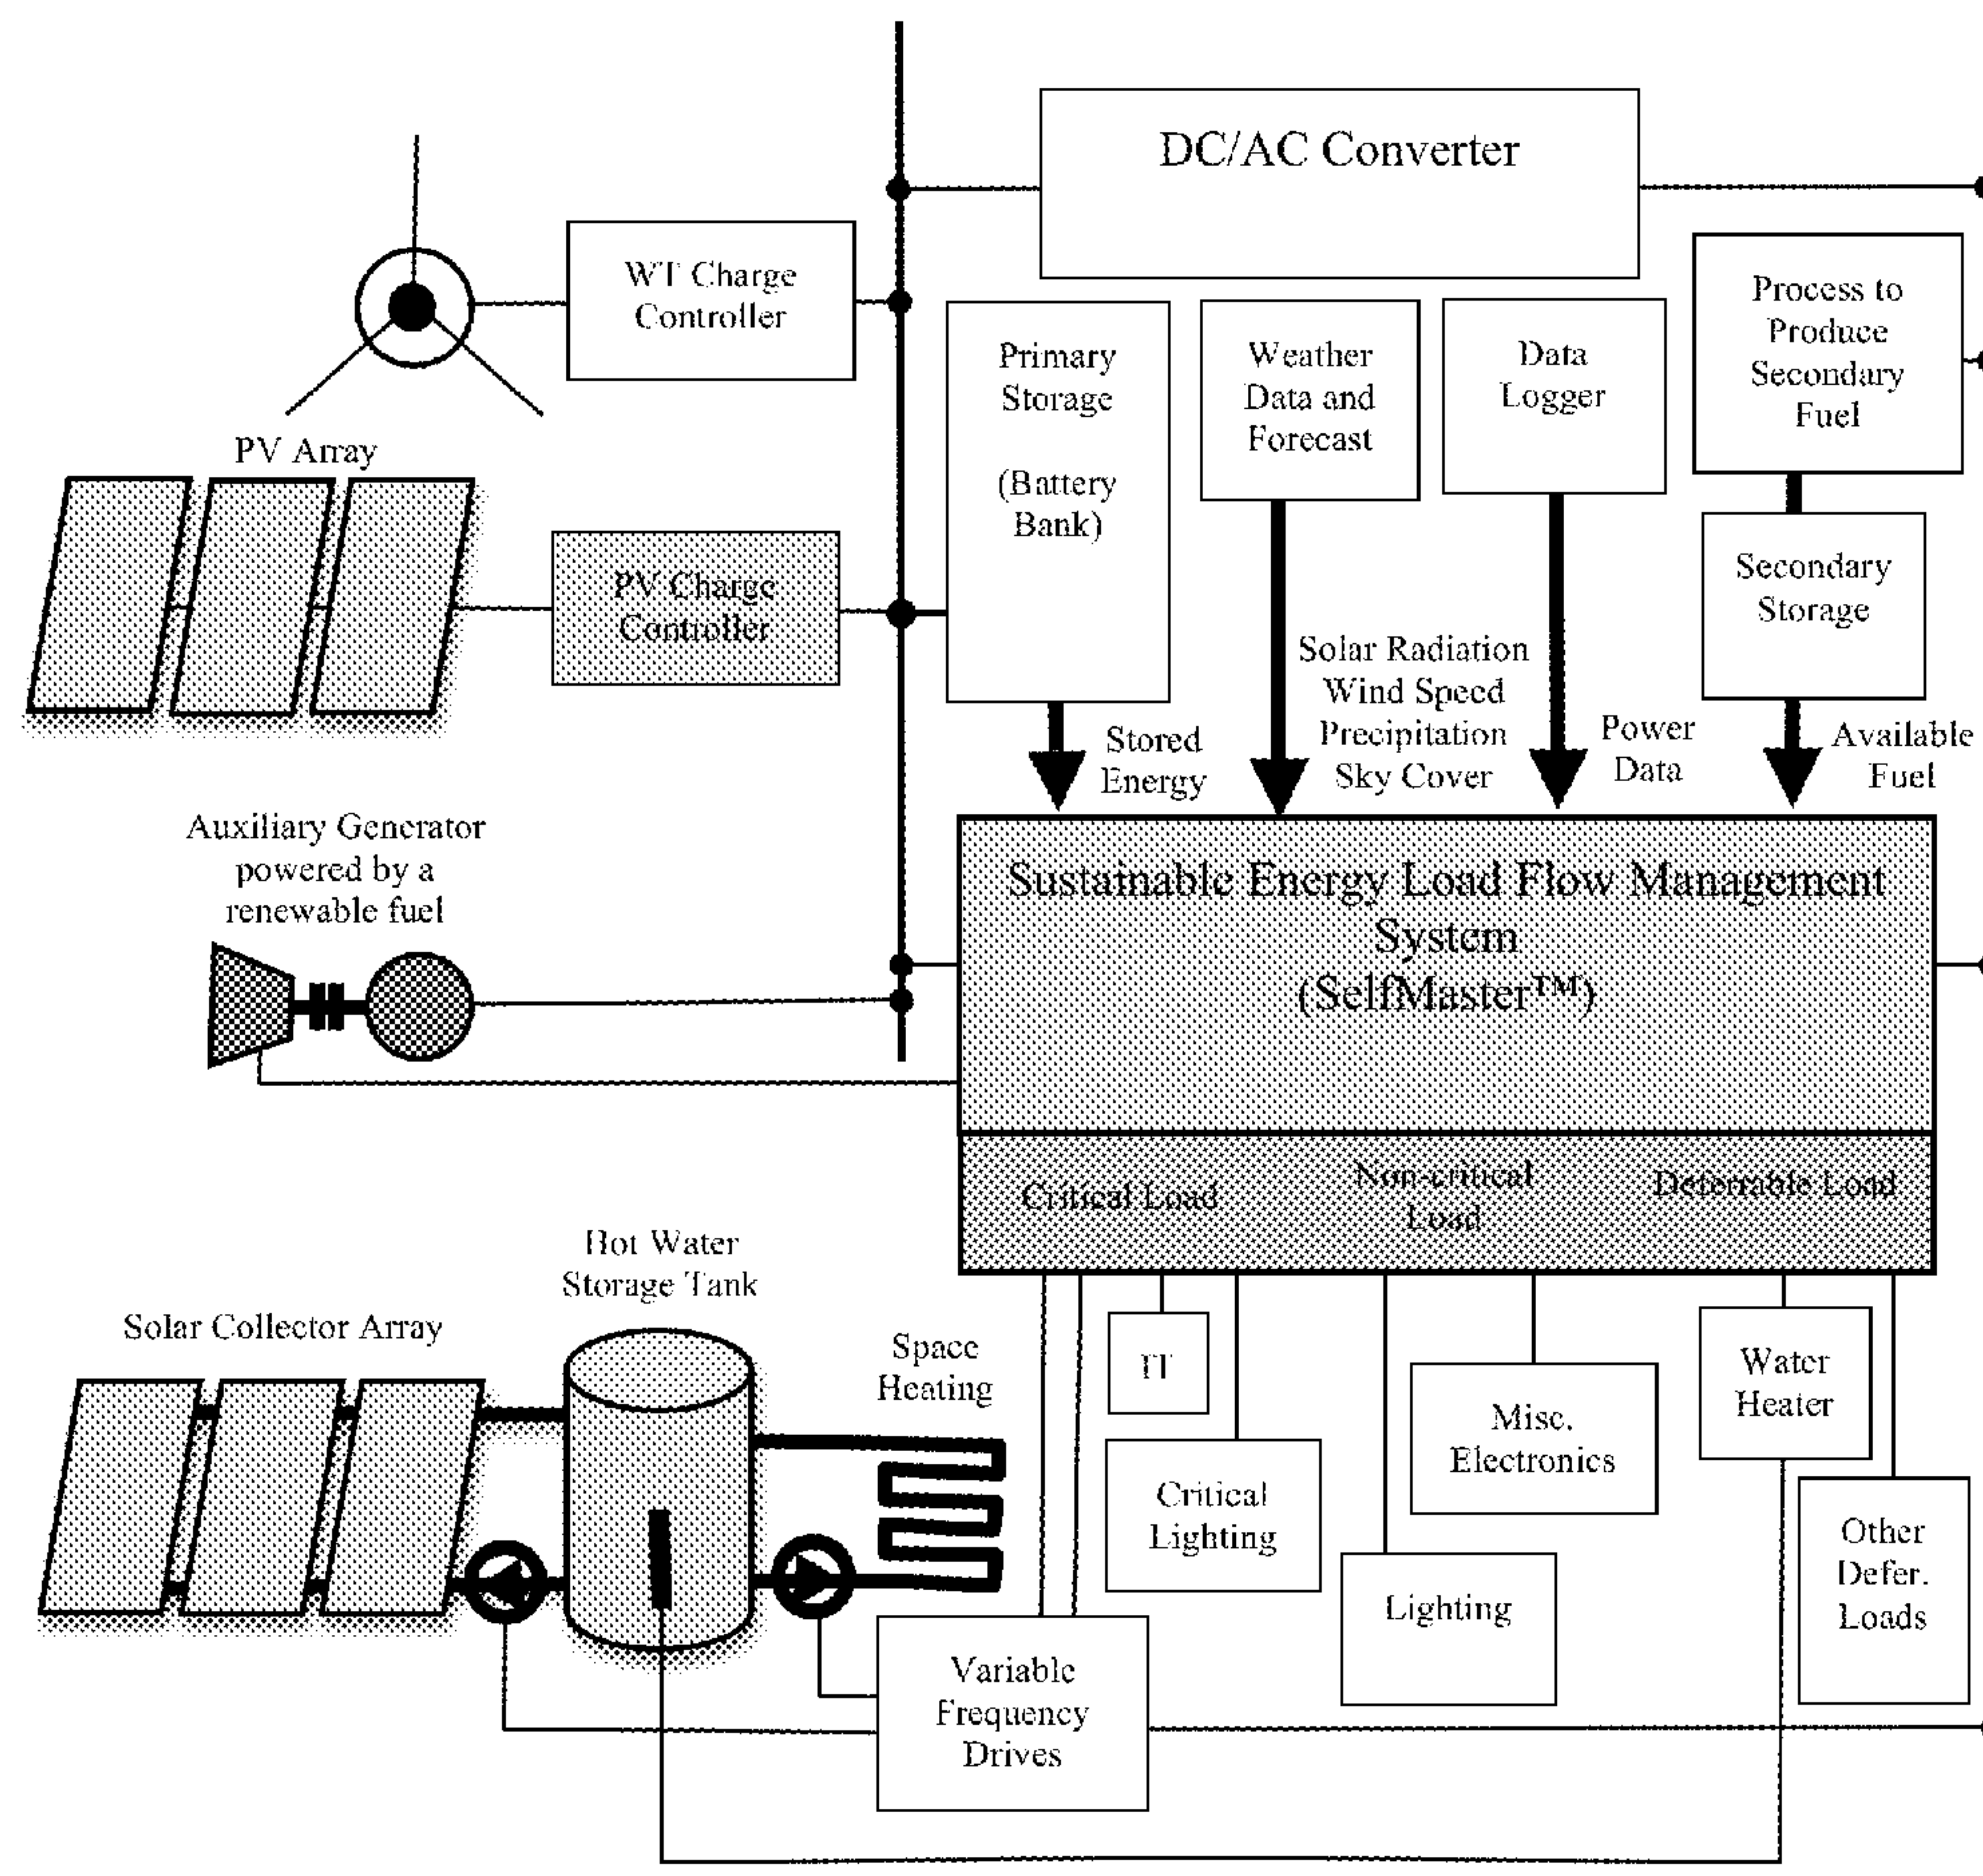 DC/AC Converter
WT Charge
Controller
Process to
Produce
Secondary
Fuel
Primary
Storage
(Battery
Bank)
Weather
Data and
Forecast
Data
Logger
PV Array
PV Charge
Controller
Secondary
Storage
Solar Radiation
Wind Speed
Precipitation
Sky Cover
Stored
Energy
Power
Data
Available
Fuel
Auxiliary Generator
powered by a
renewable fuel
Sustainable Energy Load Flow Management
System
(SelfMaster™)
Critical Load
Non-critical
Load
Deferrable Load
Hot Water
Storage Tank
Solar Collector Array
Space
Heating
IT
Critical
Lighting
Misc.
Electronics
Lighting
Water
Heater
Other
Defer.
Loads
Variable
Frequency
Drives